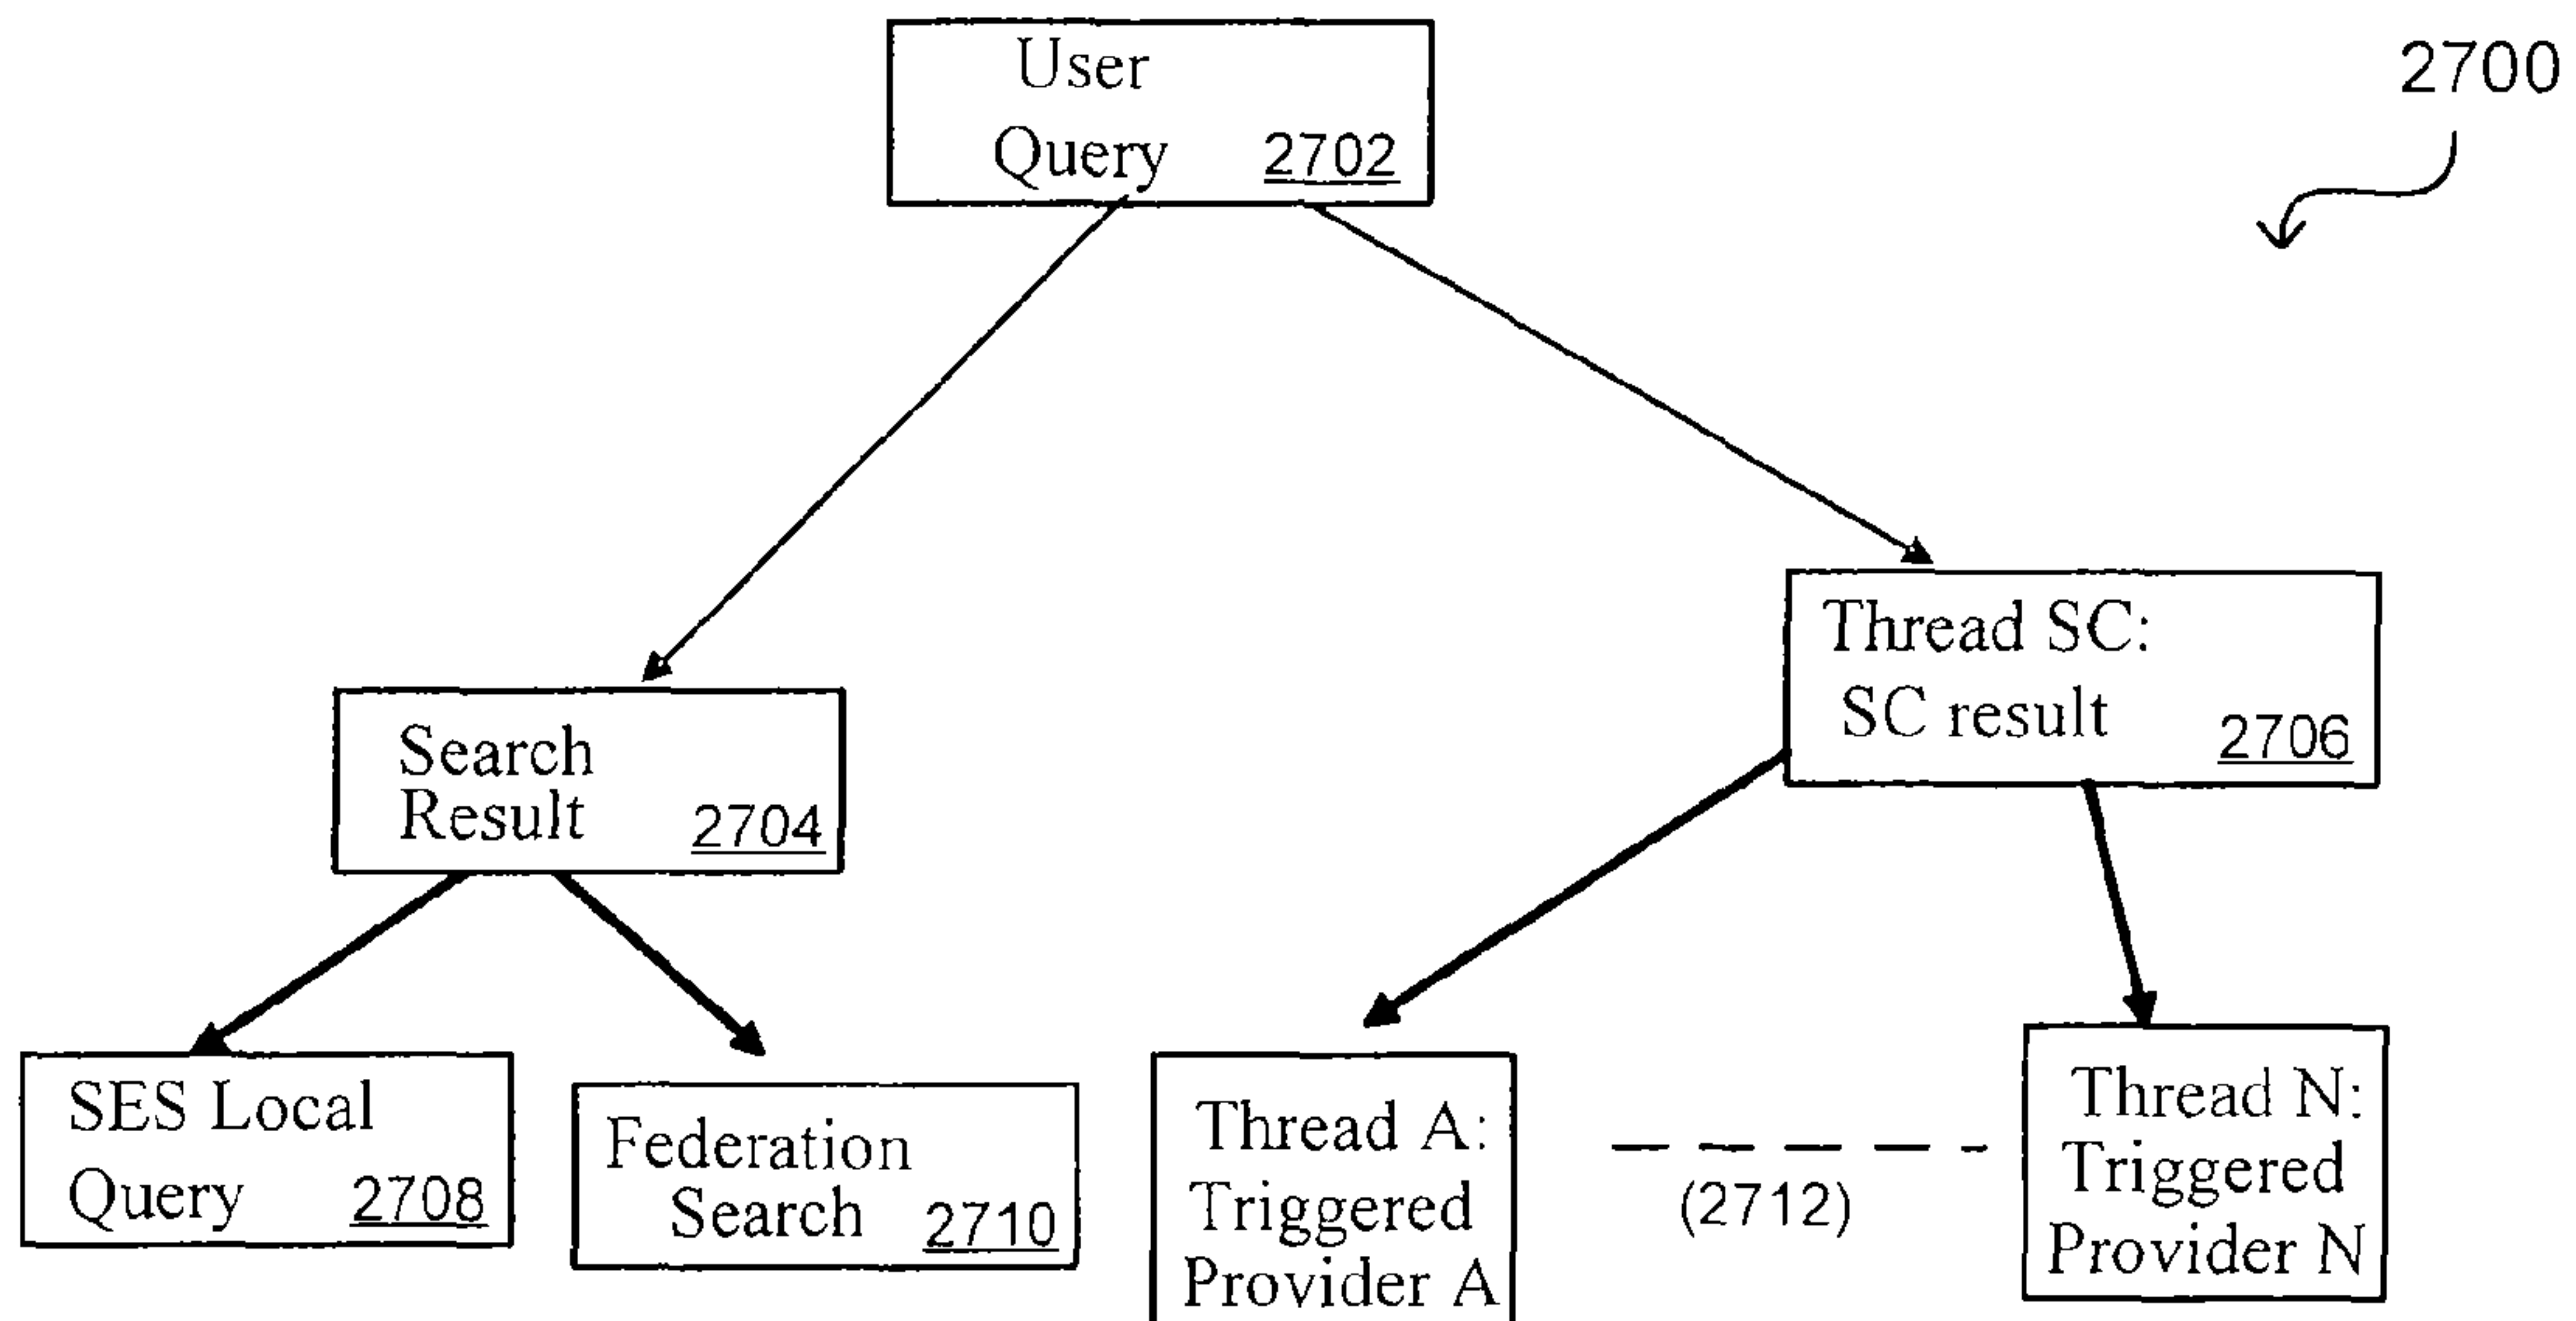 User
Query 2702
2700
Thread SC:
SC result 2706
Search
Result 2704
SES Local
Query 2708
Federation
Search 2710
Thread A:
Triggered
Provider A
(2712)
Thread N:
Triggered
Provider N